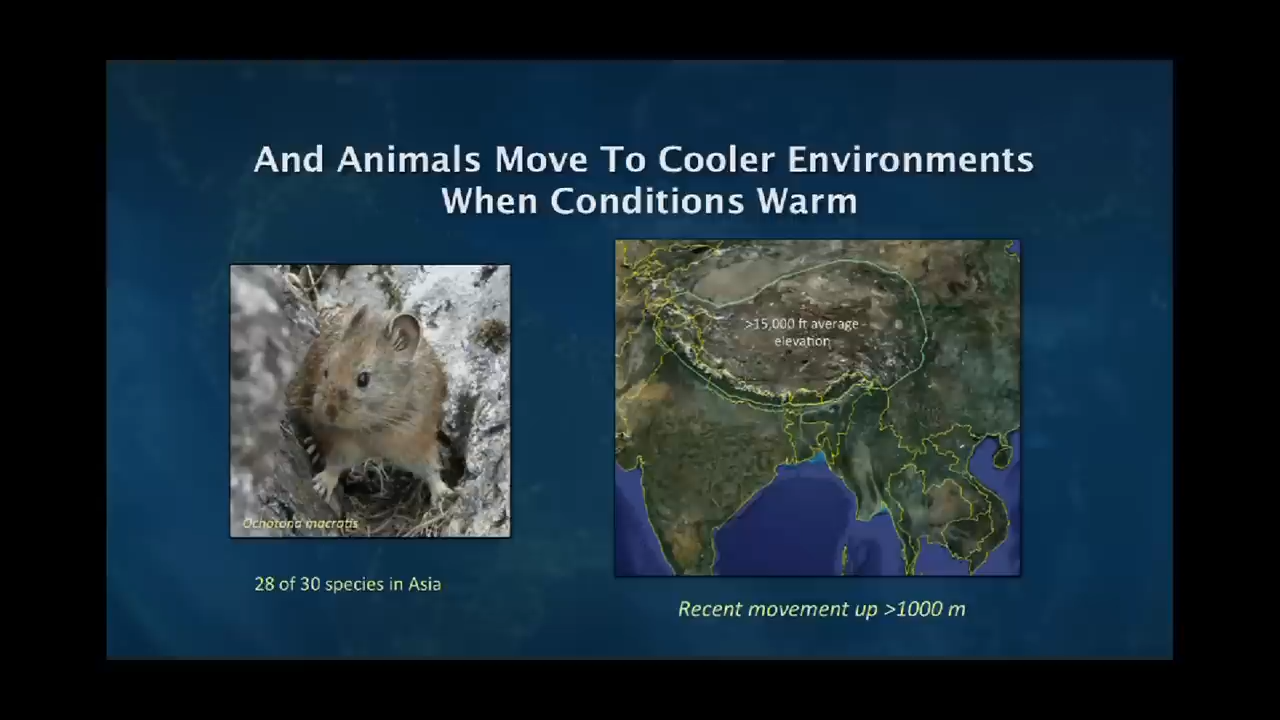 And Animals Move To Cooler Environments
When Conditions Warm
>15,000 ft average
elevation
Ochotona macrotis
28 of 30 species in Asia
Recent movement up >1000 m